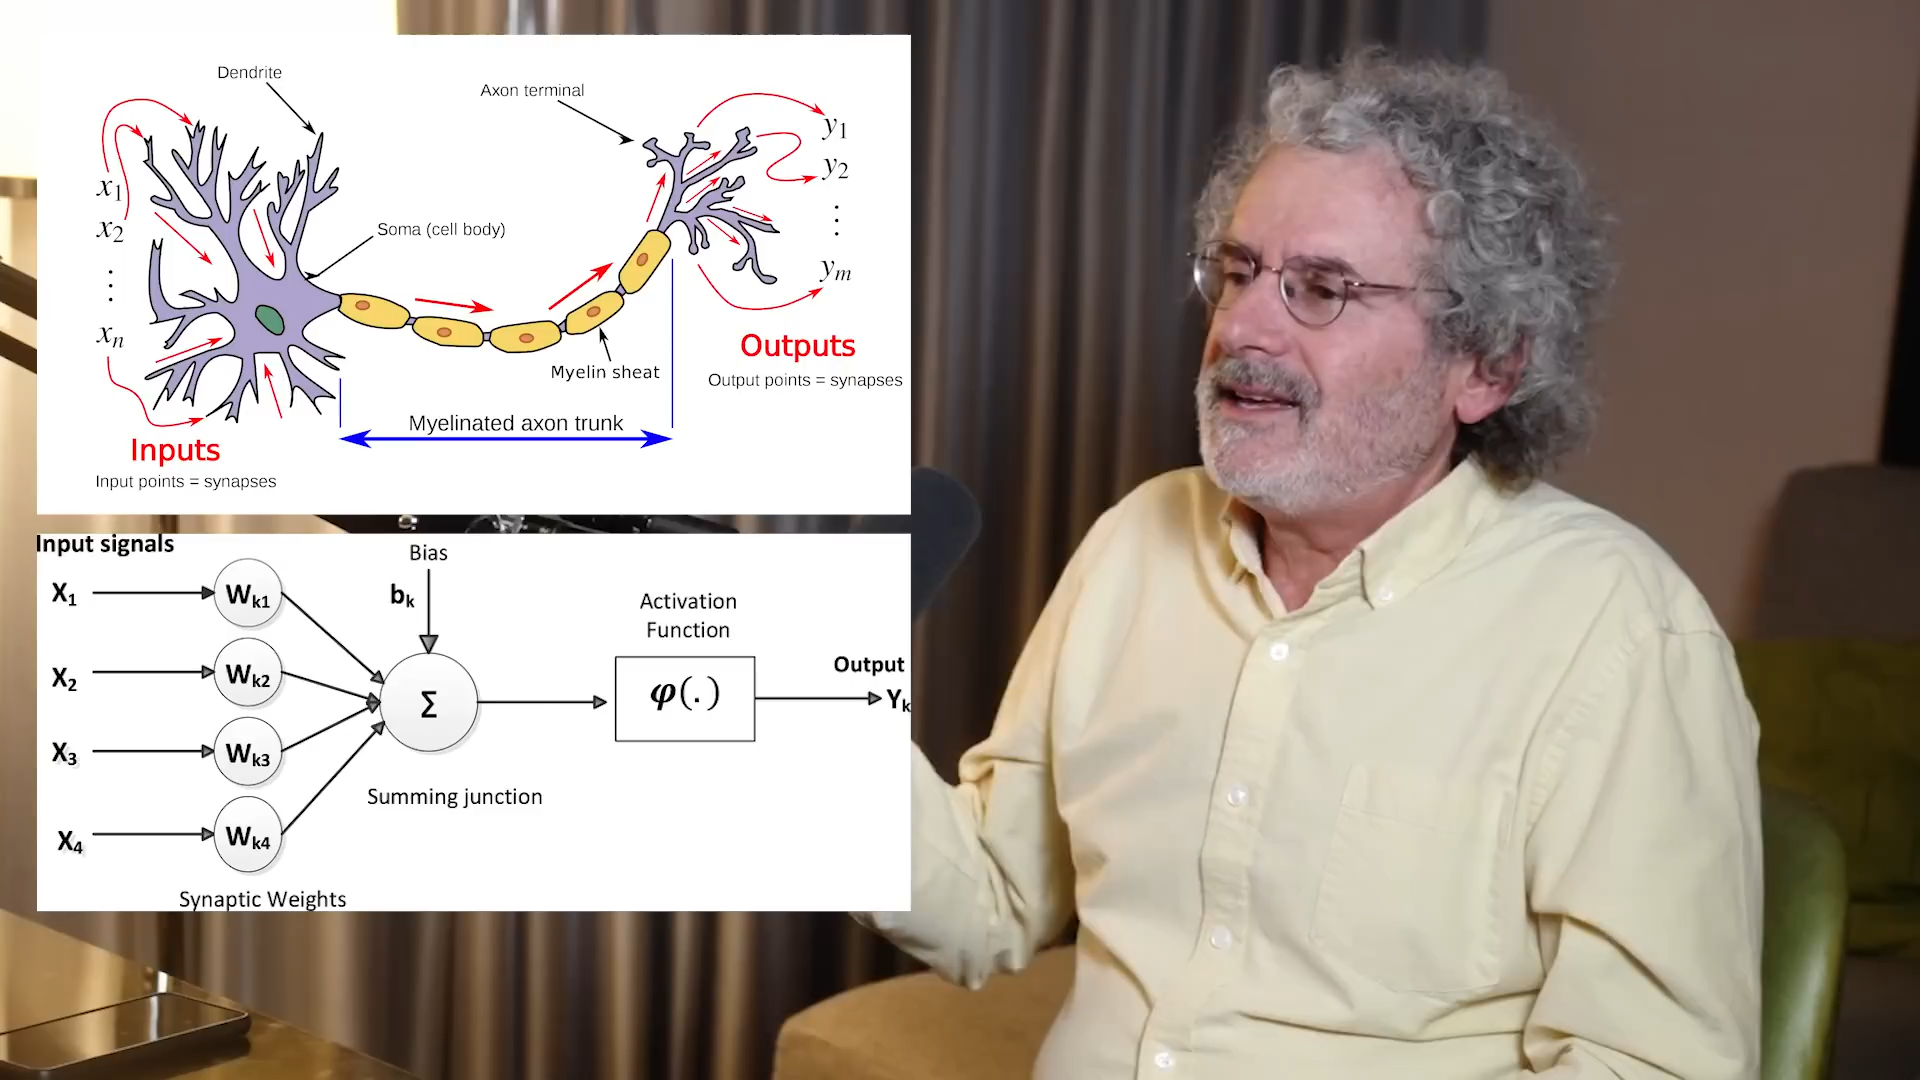 Dendrite
Axon terminal
y1
x1
y2
x2
Soma (cell body)
⋮
⋮
ym
xn
Outputs
Myelin sheat
Output points = synapses
Myelinated axon trunk
Inputs
Input points = synapses
Input signals
Bias
X1
Wk1
bk
Activation
Function
X2
Wk2
Output
Σ
φ(.)
Yk
X3
Wk3
Summing junction
X4
Wk4
Synaptic Weights